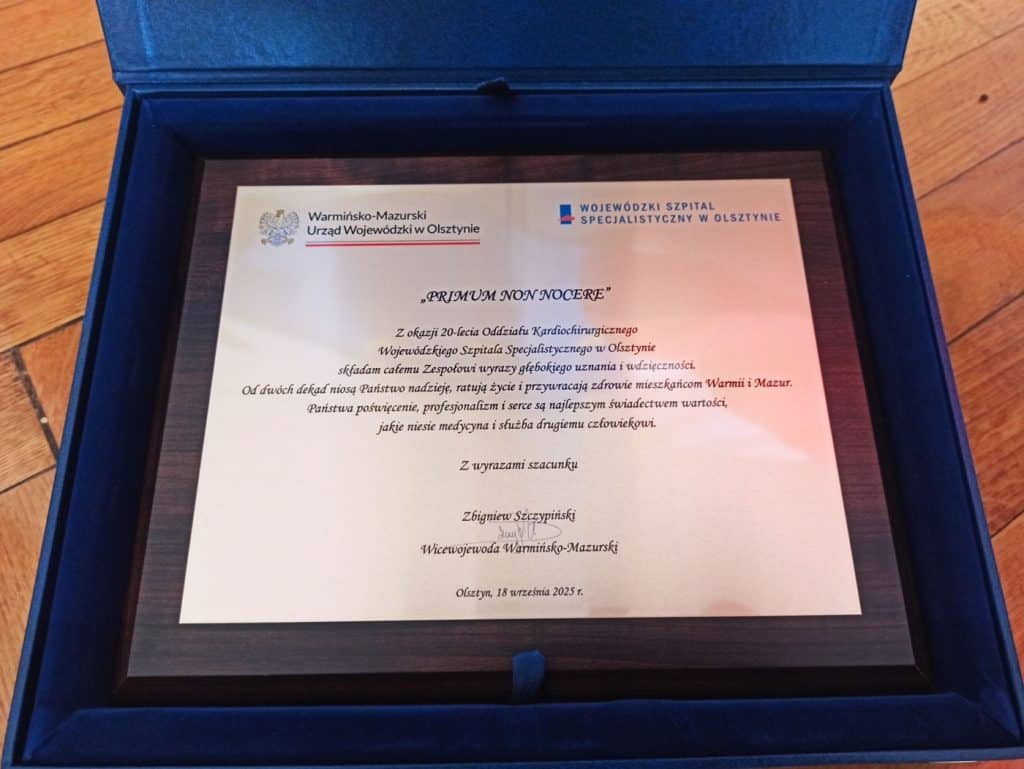 Warmińsko-Mazurski
Urząd Wojewódzki w Olsztynie
WOJEWÓDZKI SZPITAL
SPECJALISTYCZNY W OLSZTYNIE
„PRIMUM NON NOCERE”
Z okazji 20-lecia Oddziału Kardiochirurgicznego
Wojewódzkiego Szpitala Specjalistycznego w Olsztynie
składam całemu Zespołowi wyrazy głębokiego uznania i wdzięczności.
Od dwóch dekad niosą Państwo nadzieję, ratują życie i przywracają zdrowie mieszkańcom Warmii i Mazur.
Państwa poświęcenie, profesjonalizm i serce są najlepszym świadectwem wartości,
jakie niesie medycyna i służba drugiemu człowiekowi.
Z wyrazami szacunku
Zbigniew Szczypiński
Wicewojewoda Warmińsko-Mazurski
Olsztyn, 18 września 2025 r.